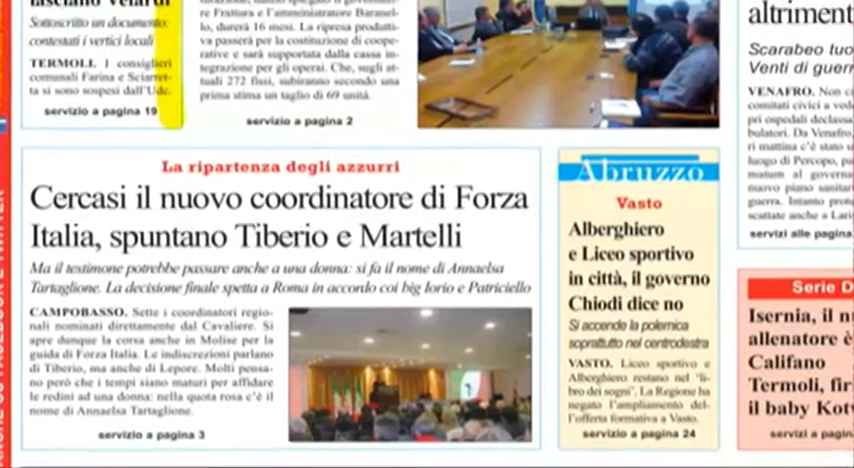 lasciano Velardi
Sottoscritto un documento:
contestati i vertici locali
TERMOLI. I consiglieri
comunali Farina e Sciarret-
ta si sono sospesi dall'Udc.
servizio a pagina 19
re Frattura e l'amministratore Baranel-
lo, durerà 16 mesi. La ripresa produtti-
va passerà per la costituzione di coope-
rative e sarà supportata dalla cassa in-
tegrazione per gli operai. Che, sugli at-
tuali 272 fissi, subiranno secondo una
prima stima un taglio di 69 unità.
servizio a pagina 2
La ripartenza degli azzurri
Cercasi il nuovo coordinatore di Forza
Italia, spuntano Tiberio e Martelli
Ma il testimone potrebbe passare anche a una donna: si fa il nome di Annaelsa
Tartaglione. La decisione finale spetta a Roma in accordo coi big Iorio e Patriciello
CAMPOBASSO. Sette i coordinatori regio-
nali nominati direttamente dal Cavaliere. Si
apre dunque la corsa anche in Molise per la
guida di Forza Italia. Le indiscrezioni parlano
di Tiberio, ma anche di Lepore. Molti pensa-
no però che i tempi siano maturi per affidare
le redini ad una donna: nella quota rosa c'è il
nome di Annaelsa Tartaglione.
servizio a pagina 3
Abruzzo
Vasto
Alberghiero
e Liceo sportivo
in città, il governo
Chiodi dice no
Si accende la polemica
soprattutto nel centrodestra
VASTO. Liceo sportivo e
Alberghiero restano nel 'li-
bro dei sogni'. La Regione ha
negato l'ampliamento del-
l'offerta formativa a Vasto.
servizio a pagina 24
altriment
Scarabeo tuo
Venti di guerr
VENAFRO. Non ci
comitati civici a ved
pri ospedali declassa
bulatori. Da Venafro,
ri mattina c'è stato u
luogo di Percopo, pa
matum al governa
nuovo piano sanitar
guerra. Intanto prote
scattate anche a Lari
servizi alle pagina
Serie D
Isernia, il n
allenatore è
Califano
Termoli, fir
il baby Kot
servizi a pagin